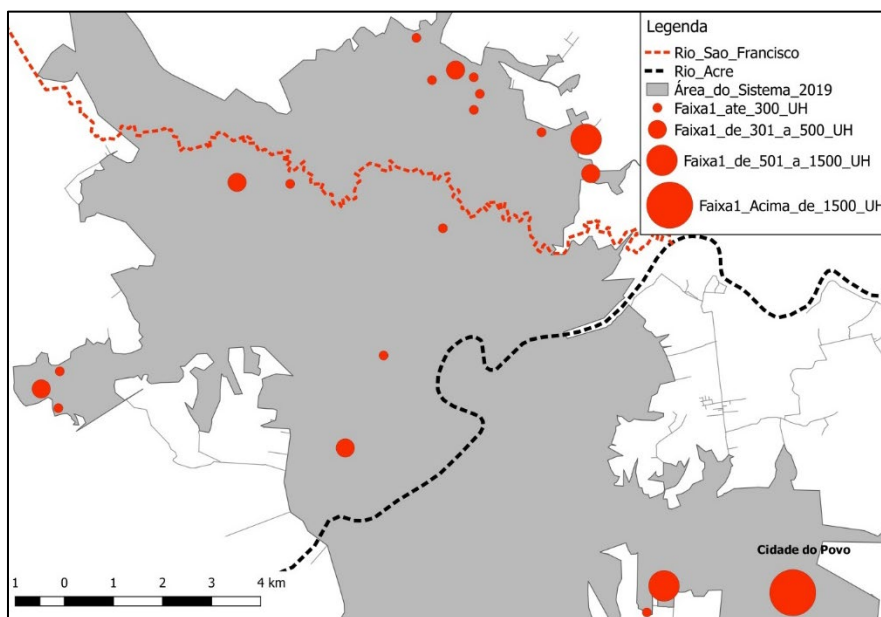 Legenda
Rio_Sao_Francisco
Rio_Acre
Área_do_Sistema_2019
Faixa1_ate_300_UH
Faixa1_de_301_a_500_UH
Faixa1_de_501_a_1500_UH
Faixa1_Acima_de_1500_UH
Cidade do Povo
1 0 1 2 3 4 km